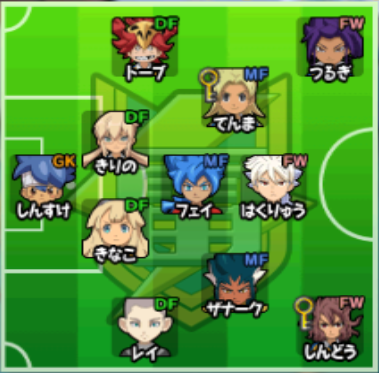 DF
トーブ
FW
つるぎ
MF
てんま
DF
きりの
GK
しんすけ
MF
フェイ
FW
はくりゅう
DF
きなこ
MF
ザナーク
DF
レイ
FW
しんどう